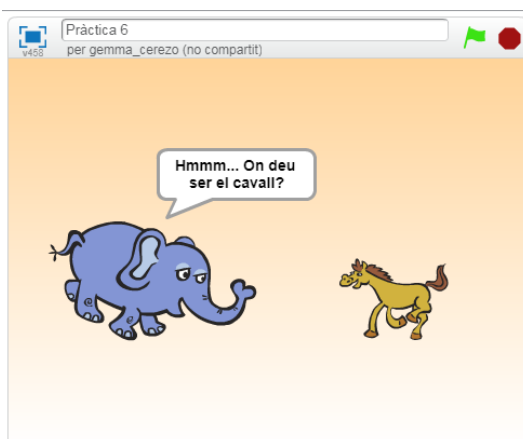 Pràctica 6
per gemma_cerezo (no compartit)
v458
Hmmm... On deu
ser el cavall?